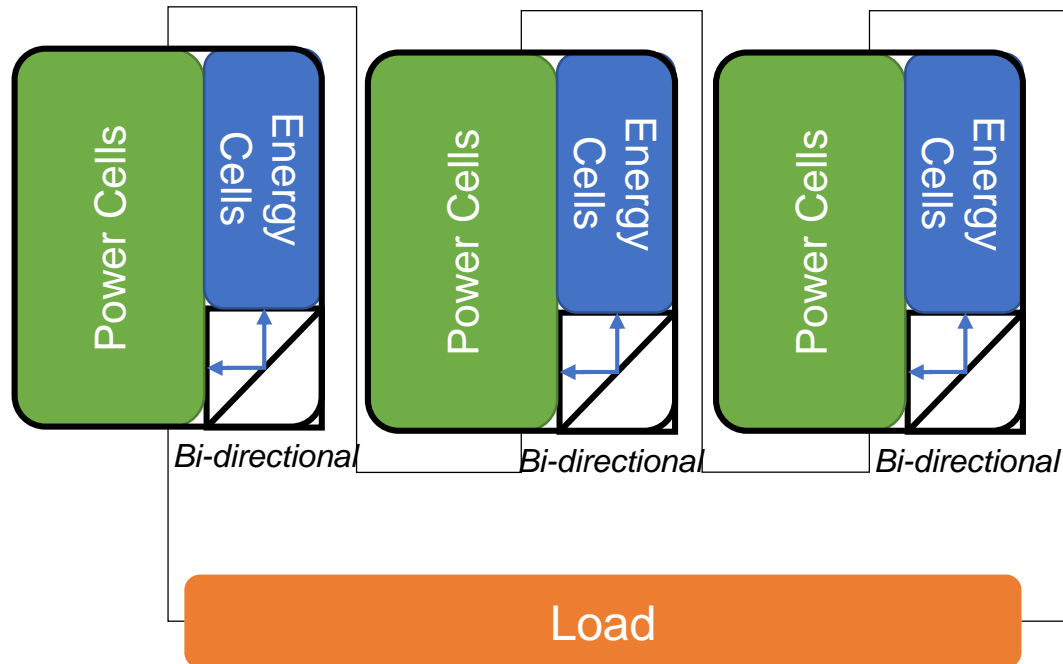 Power Cells
Energy
Cells
Bi-directional
Power Cells
Energy
Cells
Bi-directional
Power Cells
Energy
Cells
Bi-directional
Load